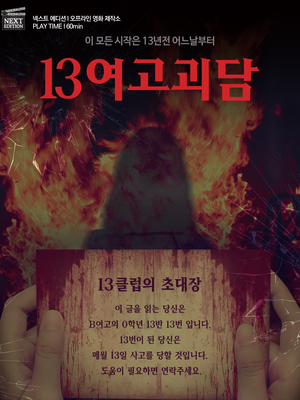 NEXT
EDITION
넥스트 에디션 | 오프라인 영화 제작소
PLAY TIME | 60min
이 모든 시작은 13년전 어느날부터
13여고괴담
13클럽의 초대장
이 글을 읽는 당신은
B여고의 0학년 13반 13번 입니다.
13번이 된 당신은
매월 13일 사고를 당할 것입니다.
도움이 필요하면 연락주세요.